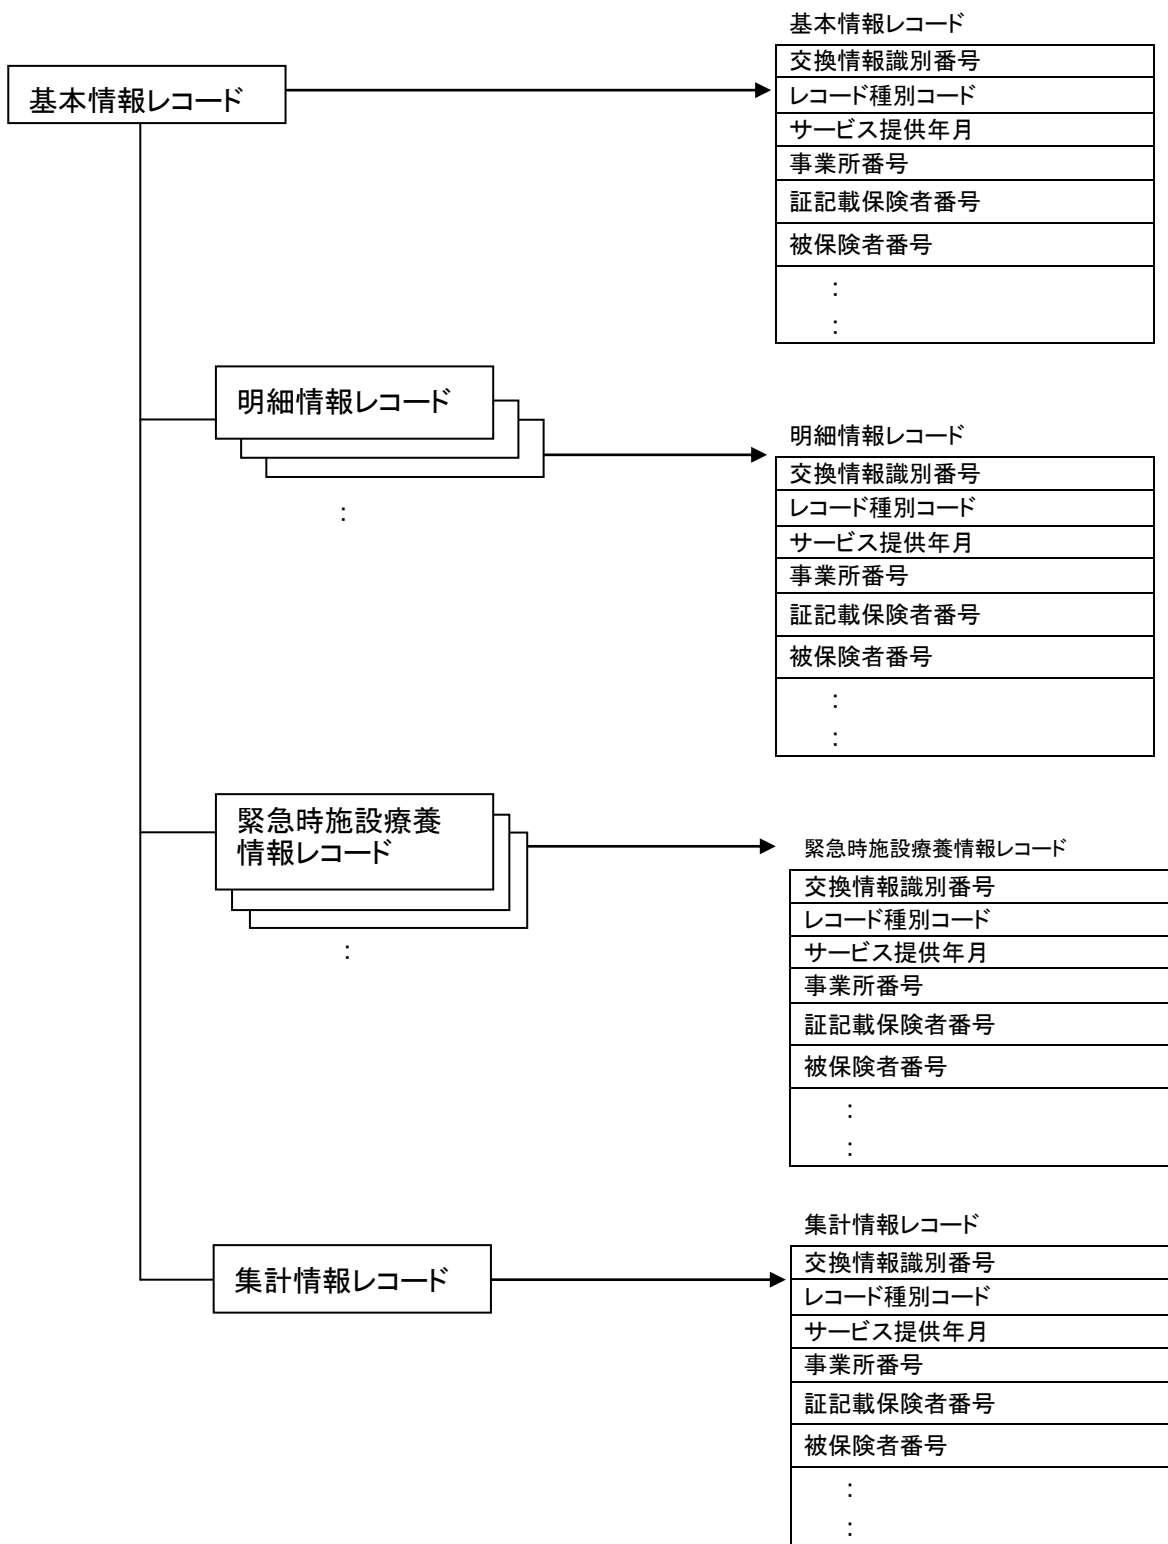 基本情報レコード
基本情報レコード
交換情報識別番号
レコード種別コード
サービス提供年月
事業所番号
証記載保険者番号
被保険者番号
:
:
明細情報レコード
:
明細情報レコード
交換情報識別番号
レコード種別コード
サービス提供年月
事業所番号
証記載保険者番号
被保険者番号
:
:
緊急時施設療養
情報レコード
:
緊急時施設療養情報レコード
交換情報識別番号
レコード種別コード
サービス提供年月
事業所番号
証記載保険者番号
被保険者番号
:
:
集計情報レコード
集計情報レコード
交換情報識別番号
レコード種別コード
サービス提供年月
事業所番号
証記載保険者番号
被保険者番号
:
: